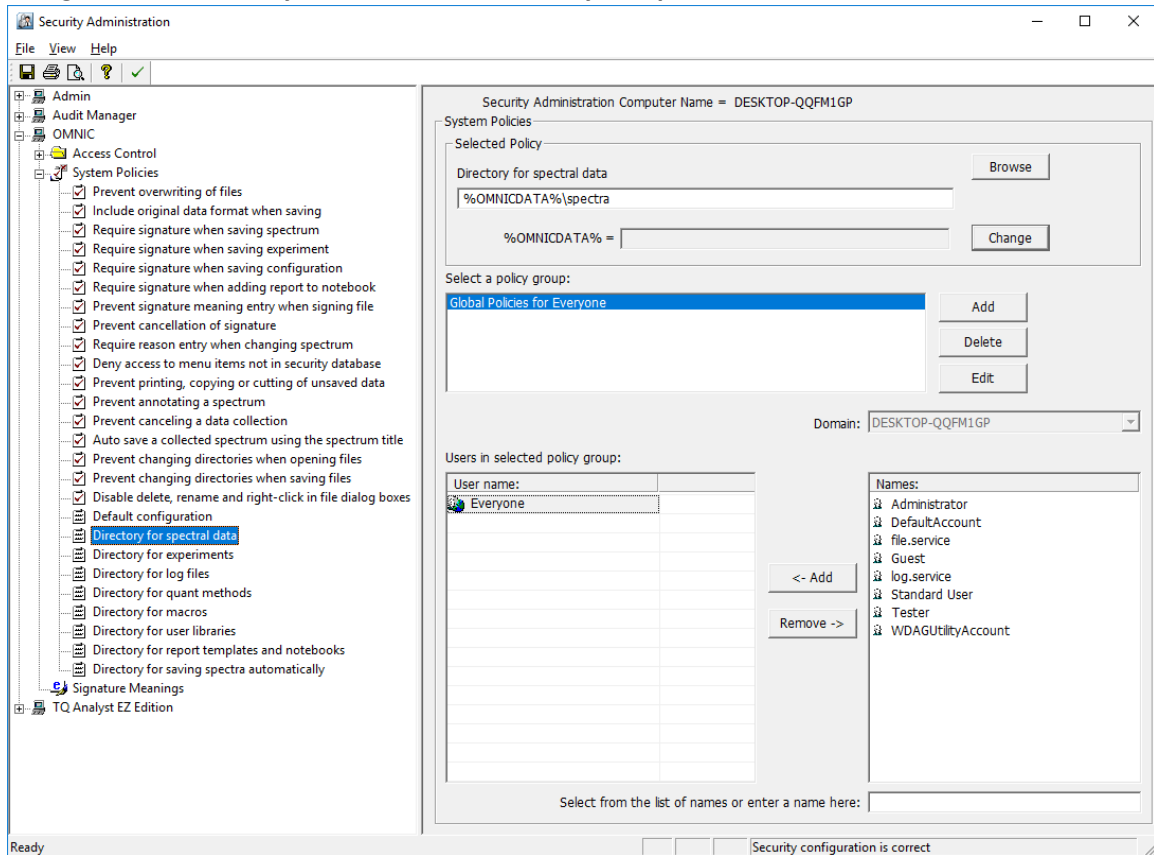 Security Administration
File View Help
Admin
Audit Manager
OMNIC
Access Control
System Policies
Prevent overwriting of files
Include original data format when saving
Require signature when saving spectrum
Require signature when saving experiment
Require signature when saving configuration
Require signature when adding report to notebook
Prevent signature meaning entry when signing file
Prevent cancellation of signature
Require reason entry when changing spectrum
Deny access to menu items not in security database
Prevent printing, copying or cutting of unsaved data
Prevent annotating a spectrum
Prevent canceling a data collection
Auto save a collected spectrum using the spectrum title
Prevent changing directories when opening files
Prevent changing directories when saving files
Disable delete, rename and right-click in file dialog boxes
Default configuration
Directory for spectral data
Directory for experiments
Directory for log files
Directory for quant methods
Directory for macros
Directory for user libraries
Directory for report templates and notebooks
Directory for saving spectra automatically
Signature Meanings
TQ Analyst EZ Edition
Security Administration Computer Name = DESKTOP-QQFM1GP
System Policies
Selected Policy
Directory for spectral data
Browse
%OMNICDATA%\spectra
%OMNICDATA% =
Change
Select a policy group:
Global Policies for Everyone
Add
Delete
Edit
Domain: DESKTOP-QQFM1GP
Users in selected policy group:
User name:
Everyone
<- Add
Remove ->
Names:
Administrator
DefaultAccount
file.service
Guest
log.service
Standard User
Tester
WDAGUtilityAccount
Select from the list of names or enter a name here:
Ready
Security configuration is correct